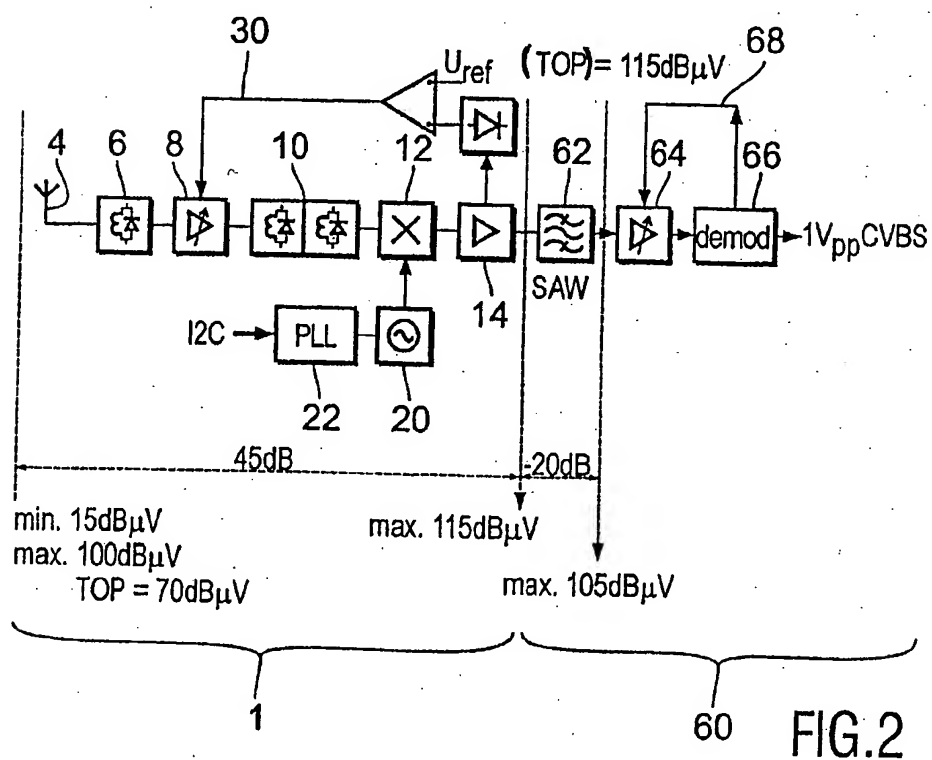 30
U_ref
(TOP) = 115dBμV
68
4
6
8
10
12
62
64
66
demod
1V_pp CVBS
SAW
14
I2C
PLL
22
20
45dB
-20dB
min. 15dBμV
max. 100dBμV
TOP = 70dBμV
max. 115dBμV
max. 105dBμV
1
60
FIG.2